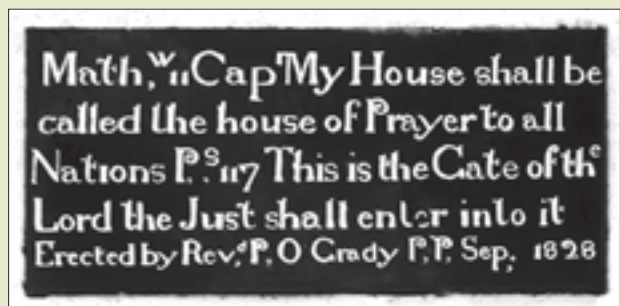 Math,ʷ 11 Cap My House shall be
called the house of Prayer to all
Nations P.ˢ 117 This is the Gate of thᵉ
Lord the Just shall enter into it
Erected by Rev,ᵈ P, O Grady P,P, Sep, 1828